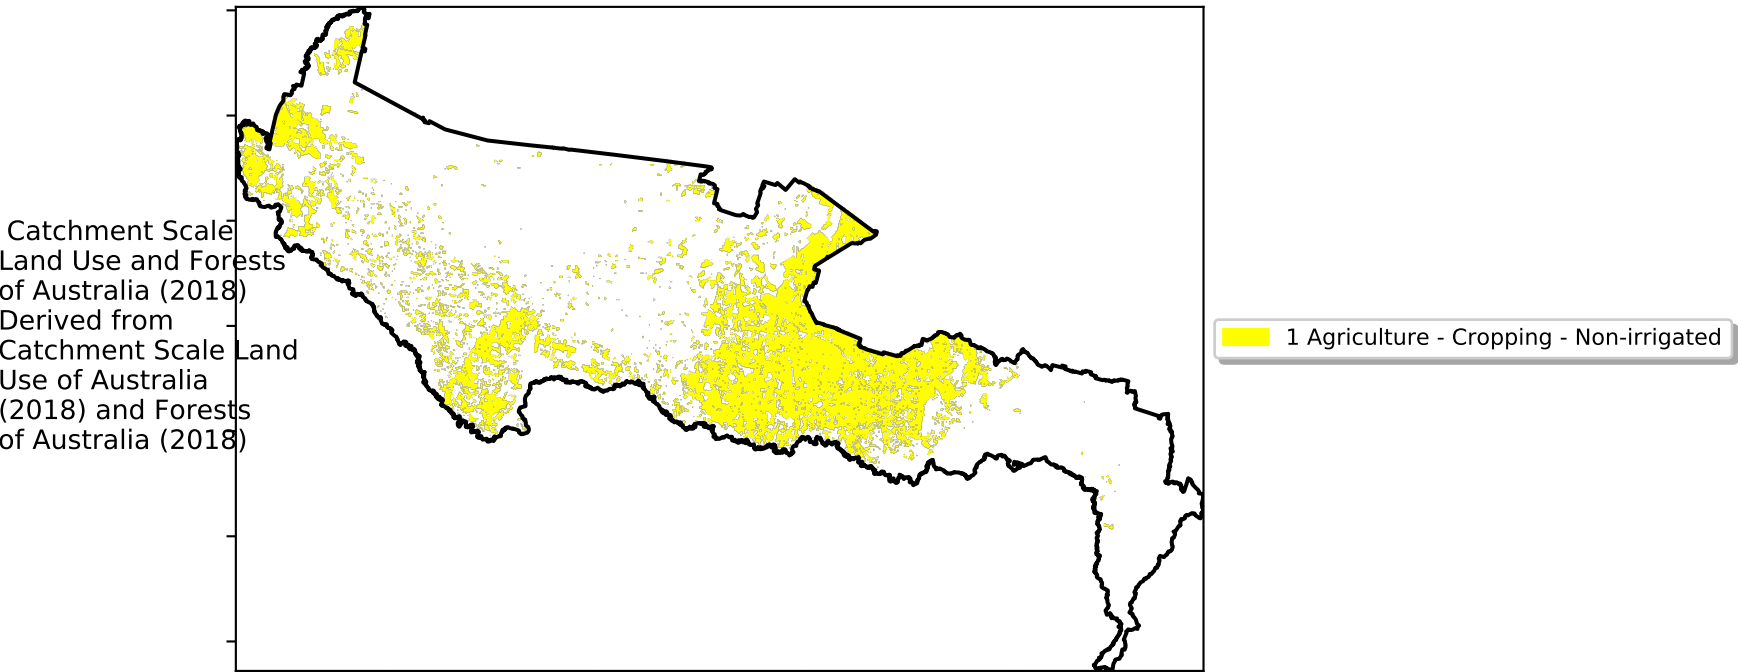 Catchment Scale
Land Use and Forests
of Australia (2018)
Derived from
Catchment Scale Land
Use of Australia
(2018) and Forests
of Australia (2018)
1 Agriculture - Cropping - Non-irrigated